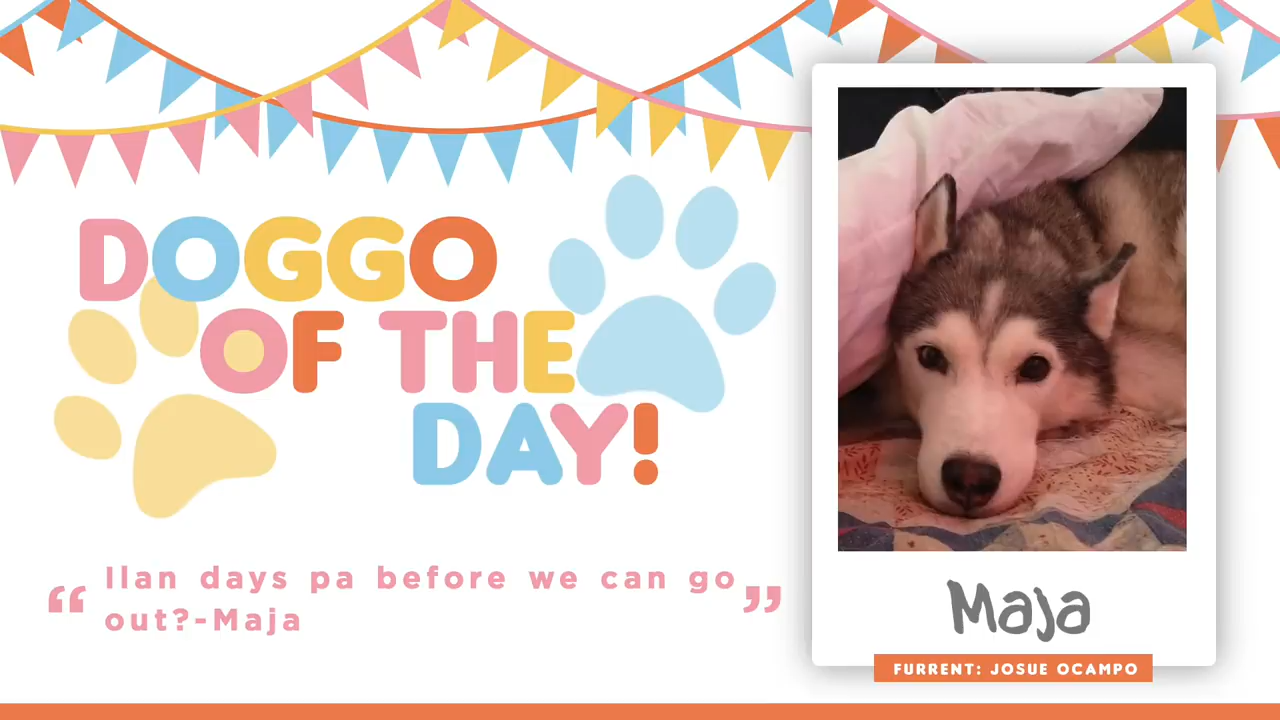 DOGGO
OF THE
DAY!
“ Ilan days pa before we can go
out?-Maja ”
Maja
FURRENT: JOSUE OCAMPO